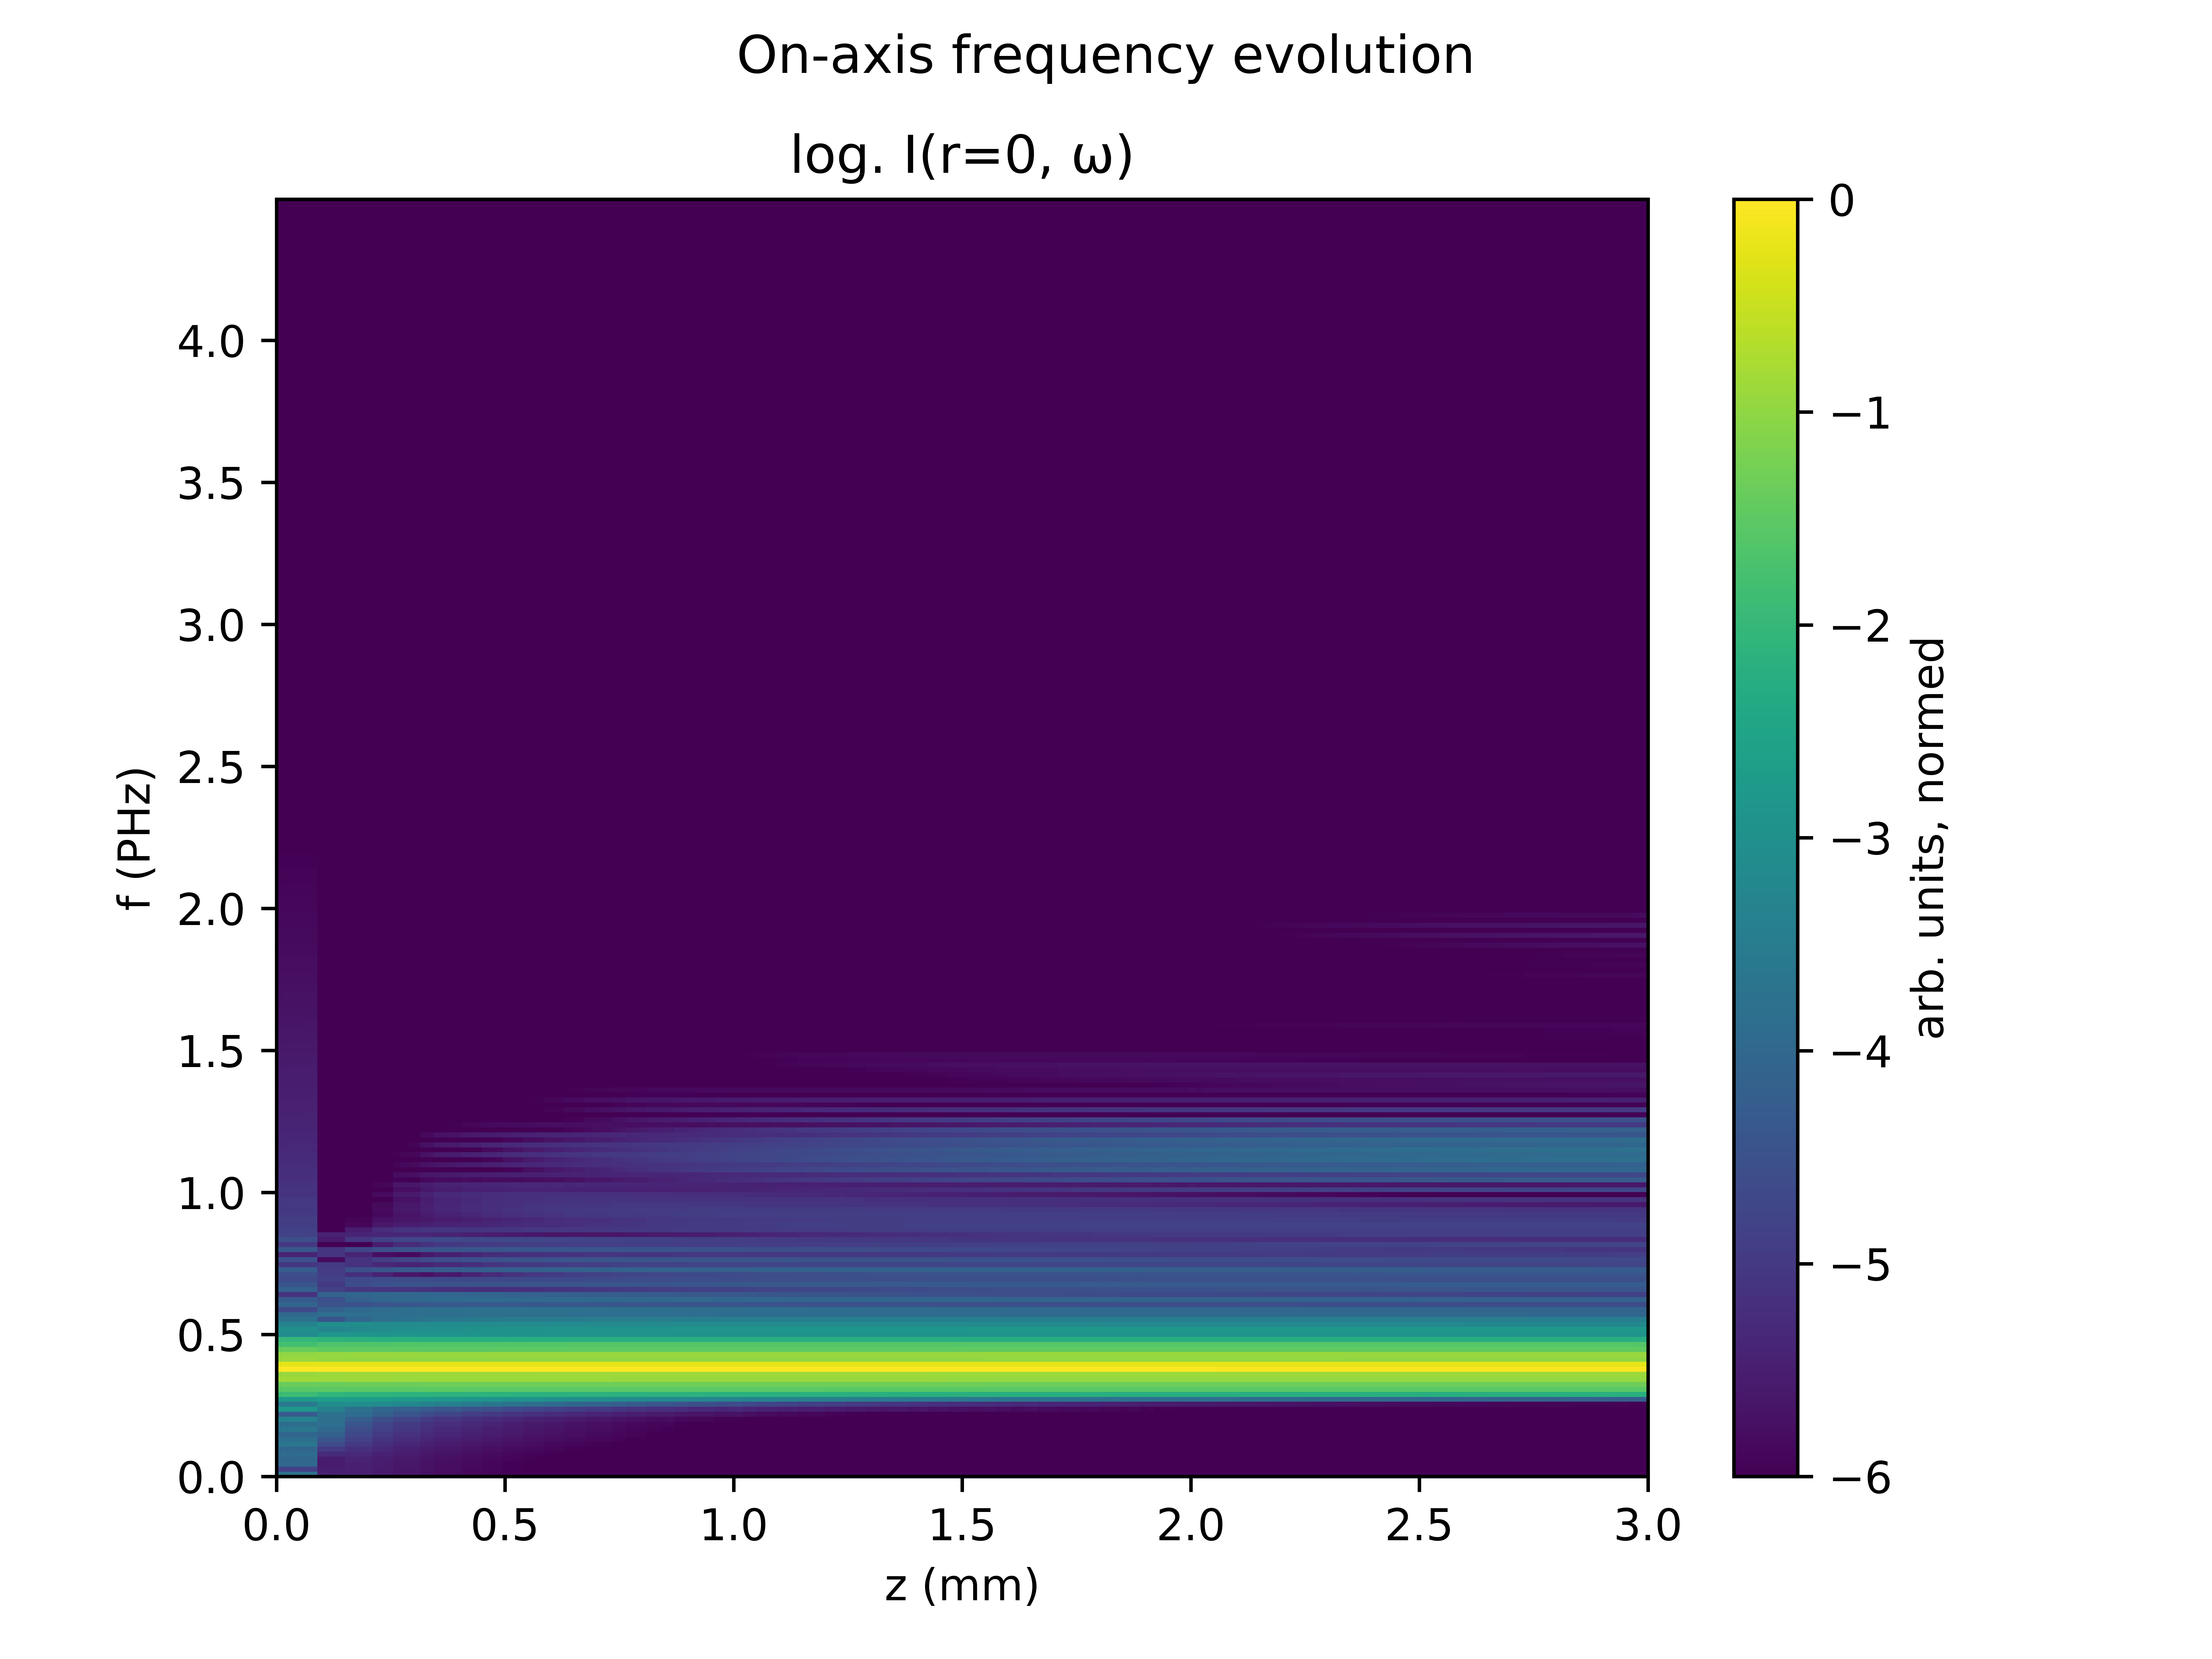 On-axis frequency evolution
log. I(r=0, ω)
f (PHz)
4.0
3.5
3.0
2.5
2.0
1.5
1.0
0.5
0.0
0.0 0.5 1.0 1.5 2.0 2.5 3.0
z (mm)
0
−1
−2
−3
−4
−5
−6
arb. units, normed